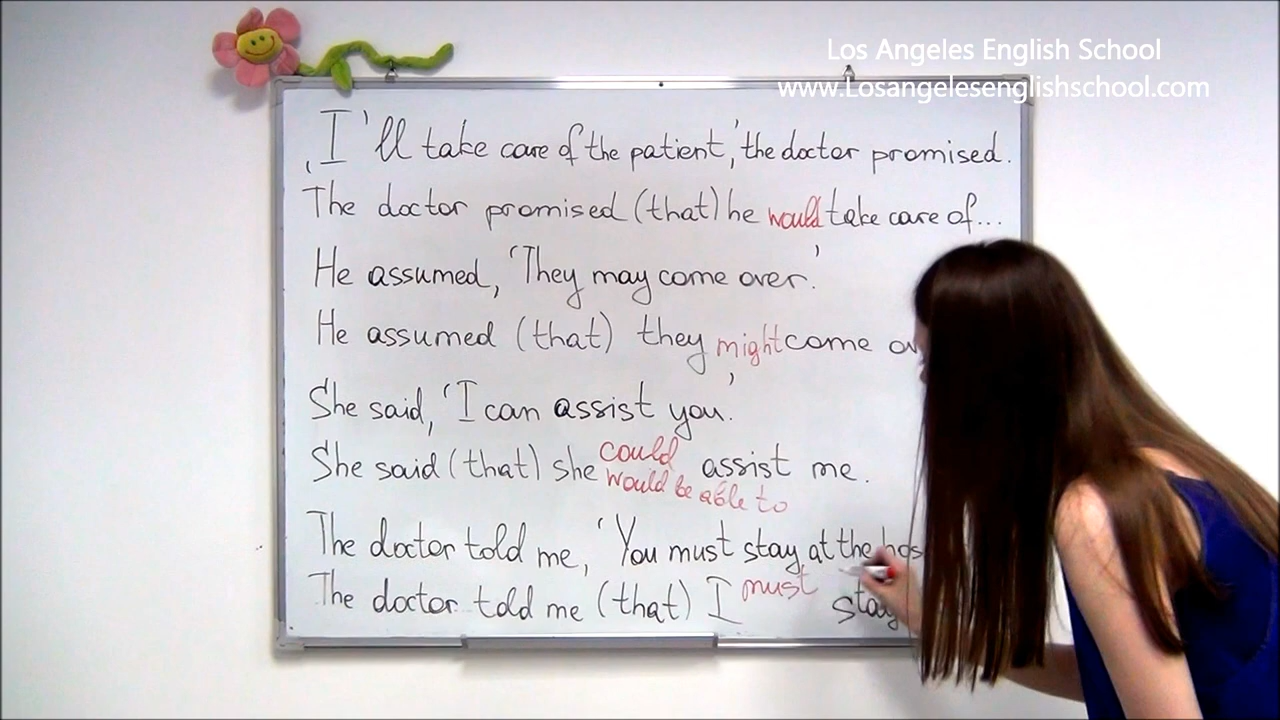 Los Angeles English School
www.Losangelesenglishschool.com
'I'll take care of the patient,' the doctor promised.
The doctor promised (that) he would take care of...
He assumed, 'They may come over.'
He assumed (that) they might come
She said, 'I can assist you.'
She said (that) she could assist me.
would be able to
The doctor told me, 'You must stay at the hos
The doctor told me (that) I must stay